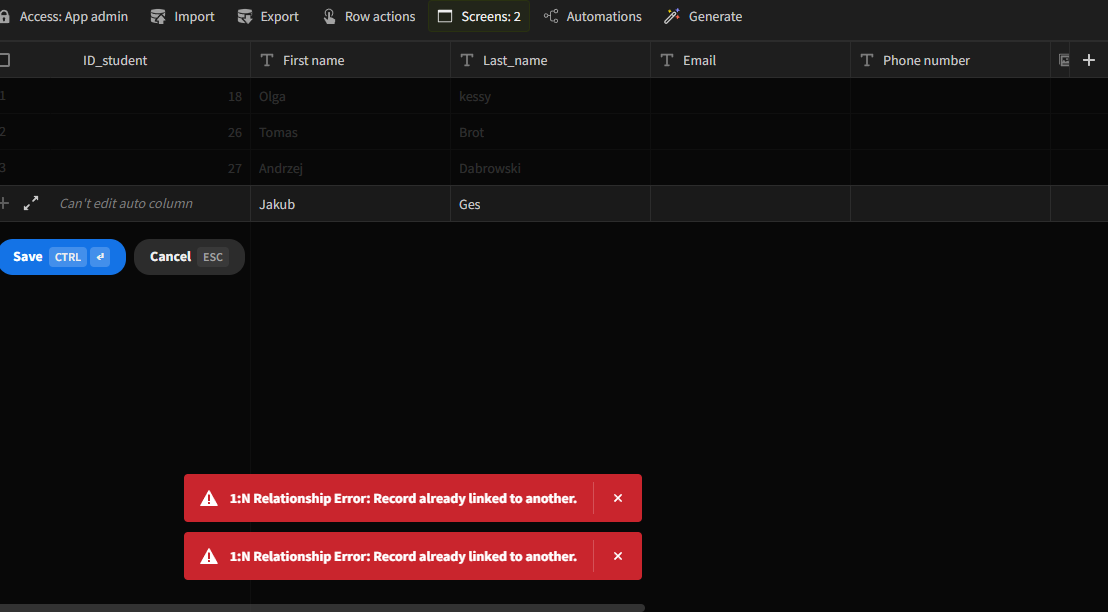 Access: App admin Import Export Row actions Screens: 2 Automations Generate
ID_student First name Last_name Email Phone number
1 18 Olga kessy
2 26 Tomas Brot
3 27 Andrzej Dabrowski
Can't edit auto column Jakub Ges
Save CTRL Cancel ESC
1:N Relationship Error: Record already linked to another.
1:N Relationship Error: Record already linked to another.